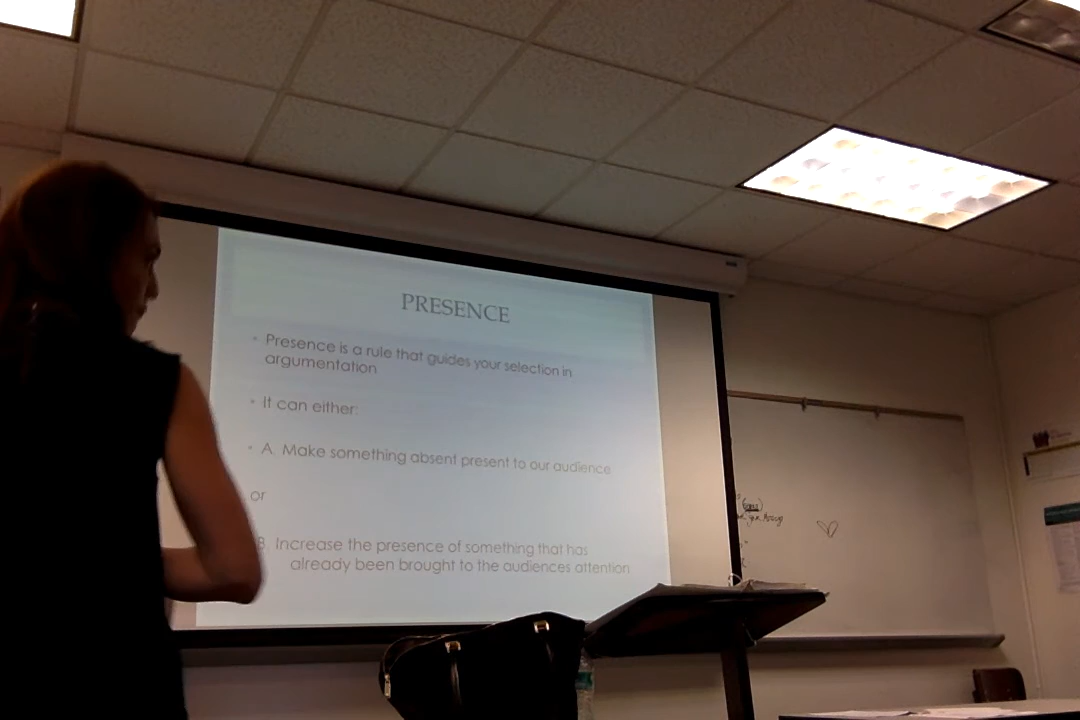 PRESENCE
Presence is a rule that guides your selection in
argumentation
It can either:
A. Make something absent present to our audience
or
B. Increase the presence of something that has
already been brought to the audiences attention